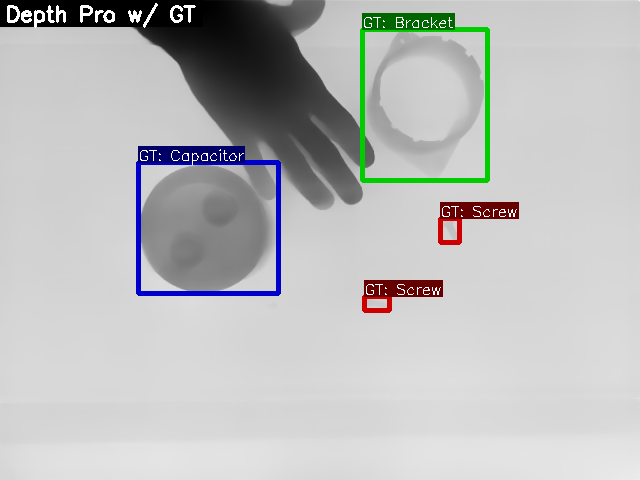 Depth Pro w/ GT
GT: Bracket
GT: Capacitor
GT: Screw
GT: Screw